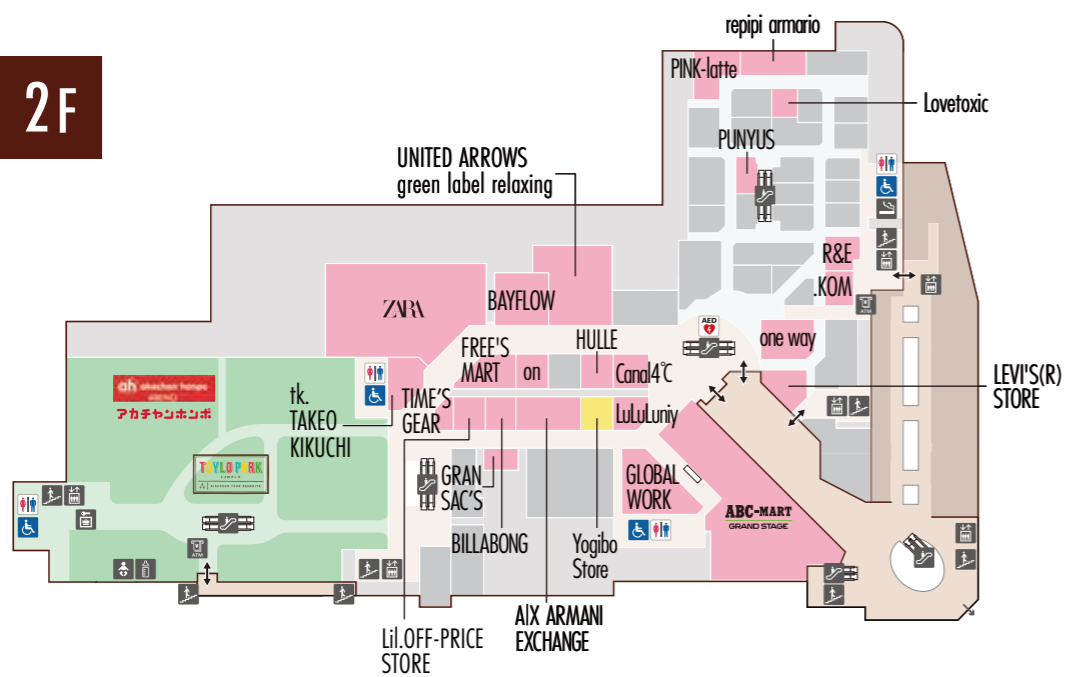 2F
repipi armario
PINK-latte
Lovetoxic
PUNYUS
UNITED ARROWS
green label relaxing
R&E
.KOM
ATM
ZARA
BAYFLOW
AED
HULLE
one way
FREE'S
MART
on
Canal4℃
LEVI'S(R)
STORE
ah akachan honpo
アカチャンホンポ
tk.
TAKEO
KIKUCHI
TIME'S
GEAR
LuLuLuniy
TOYLO PARK
GRAN
SAC'S
GLOBAL
WORK
ABC-MART
GRAND STAGE
BILLABONG
Yogibo
Store
ATM
A|X ARMANI
EXCHANGE
Lil.OFF-PRICE
STORE